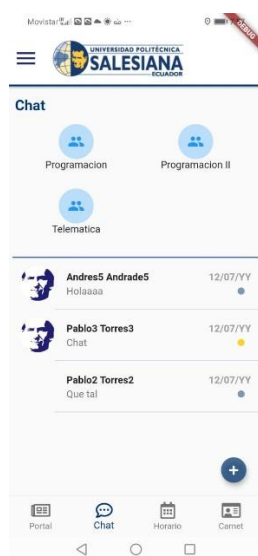 Movistar
DEBUG
UNIVERSIDAD POLITÉCNICA
SALESIANA
ECUADOR
Chat
Programacion
Programacion II
Telematica
Andres5 Andrade5
12/07/YY
Holaaaa
Pablo3 Torres3
12/07/YY
Chat
Pablo2 Torres2
12/07/YY
Que tal
+
Portal
Chat
Horario
Carnet